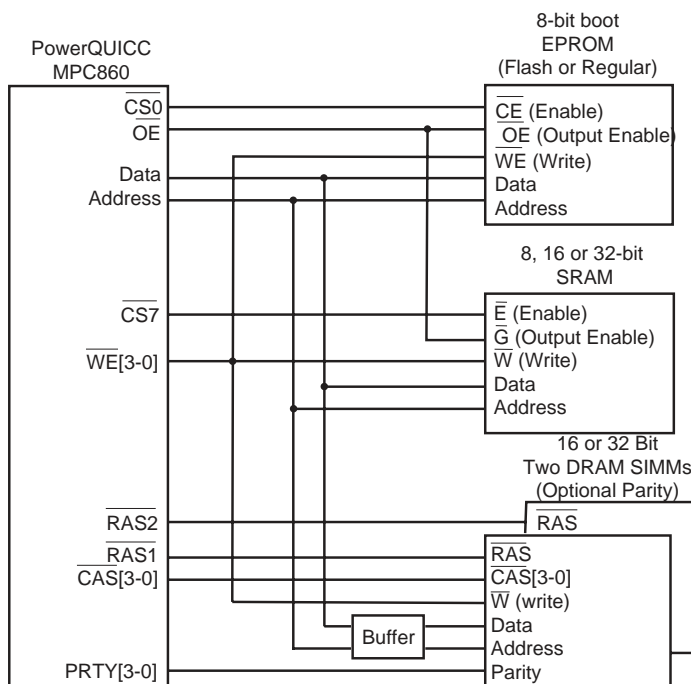 PowerQUICC
MPC860
CS0
OE
Data
Address
CS7
WE[3-0]
RAS2
RAS1
CAS[3-0]
PRTY[3-0]
8-bit boot
EPROM
(Flash or Regular)
CE (Enable)
OE (Output Enable)
WE (Write)
Data
Address
8, 16 or 32-bit
SRAM
E (Enable)
G (Output Enable)
W (Write)
Data
Address
16 or 32 Bit
Two DRAM SIMMs
(Optional Parity)
RAS
RAS
CAS[3-0]
W (write)
Data
Address
Parity
Buffer